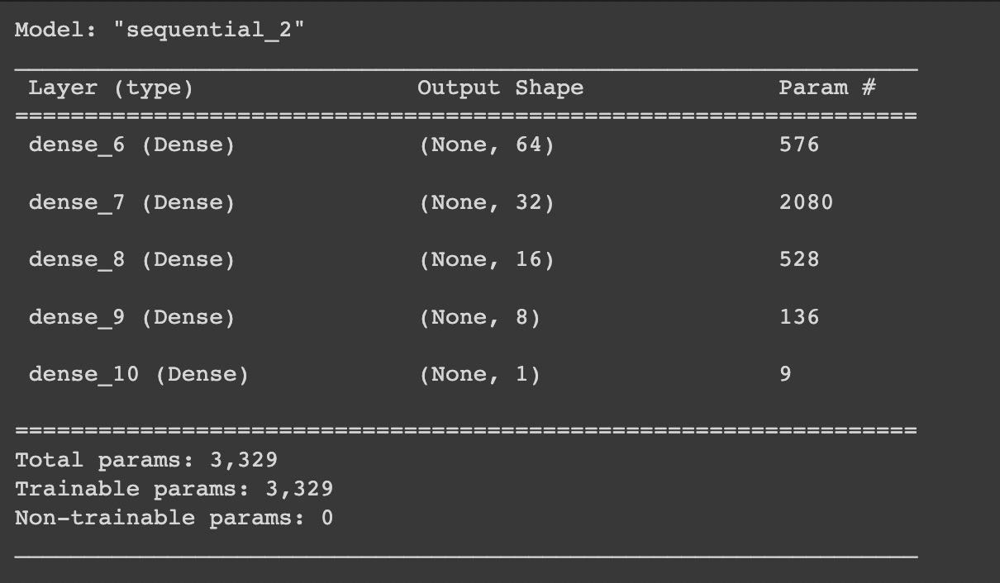 Model: "sequential_2"
Layer (type) Output Shape Param #
dense_6 (Dense) (None, 64) 576
dense_7 (Dense) (None, 32) 2080
dense_8 (Dense) (None, 16) 528
dense_9 (Dense) (None, 8) 136
dense_10 (Dense) (None, 1) 9
Total params: 3,329
Trainable params: 3,329
Non-trainable params: 0